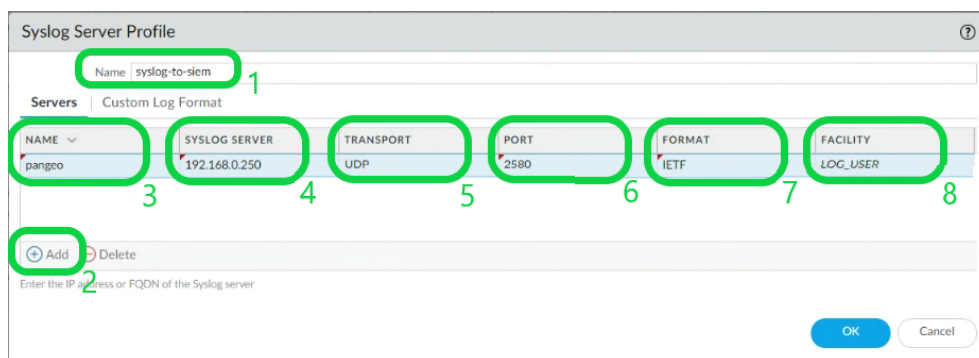 Syslog Server Profile ?
Name syslog-to-siem 1
Servers | Custom Log Format
NAME SYSLOG SERVER TRANSPORT PORT FORMAT FACILITY
pangeo 192.168.0.250 UDP 2580 IETF LOG_USER
3 4 5 6 7 8
Add Delete
2
Enter the IP address or FQDN of the Syslog server
OK Cancel